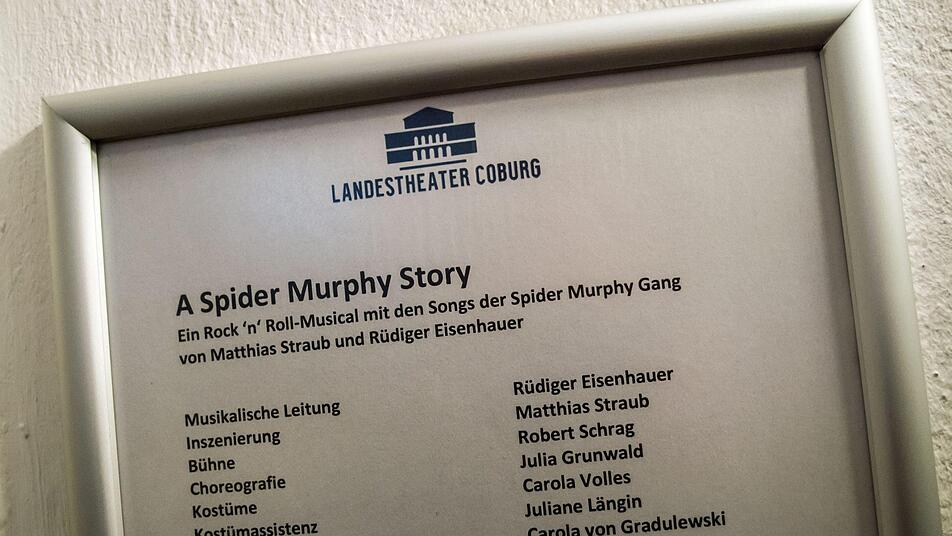 LANDESTHEATER COBURG
A Spider Murphy Story
Ein Rock ‘n‘ Roll-Musical mit den Songs der Spider Murphy Gang
von Matthias Straub und Rüdiger Eisenhauer
Musikalische Leitung Rüdiger Eisenhauer
Inszenierung Matthias Straub
Bühne Robert Schrag
Choreografie Julia Grunwald
Kostüme Carola Volles
Kostümassistenz Juliane Längin
Carola von Gradulewski